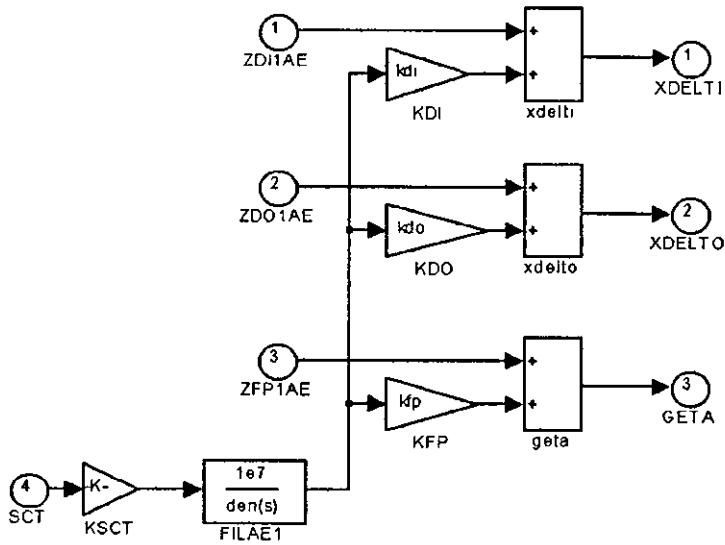 1
ZDI1AE
+
kdi
+
KDI
xdelti
1
XDELTI
2
ZDO1AE
+
kdo
+
KDO
xdelto
2
XDELTO
3
ZFP1AE
+
kfp
+
KFP
geta
3
GETA
4
SCT
K-
KSCT
1e7
den(s)
FILAE1